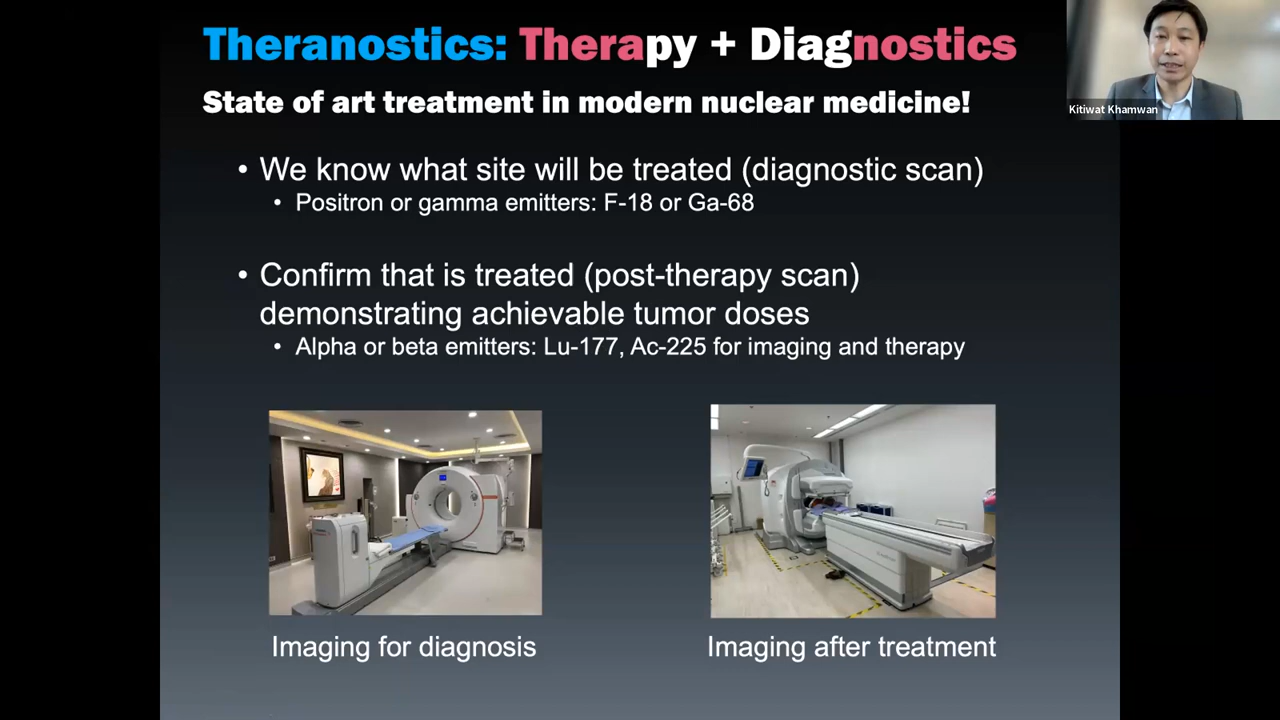 Theranostics: Therapy + Diagnostics
State of art treatment in modern nuclear medicine!
Kitiwat Khamwan
• We know what site will be treated (diagnostic scan)
• Positron or gamma emitters: F-18 or Ga-68
• Confirm that is treated (post-therapy scan)
demonstrating achievable tumor doses
• Alpha or beta emitters: Lu-177, Ac-225 for imaging and therapy
Imaging for diagnosis
Imaging after treatment